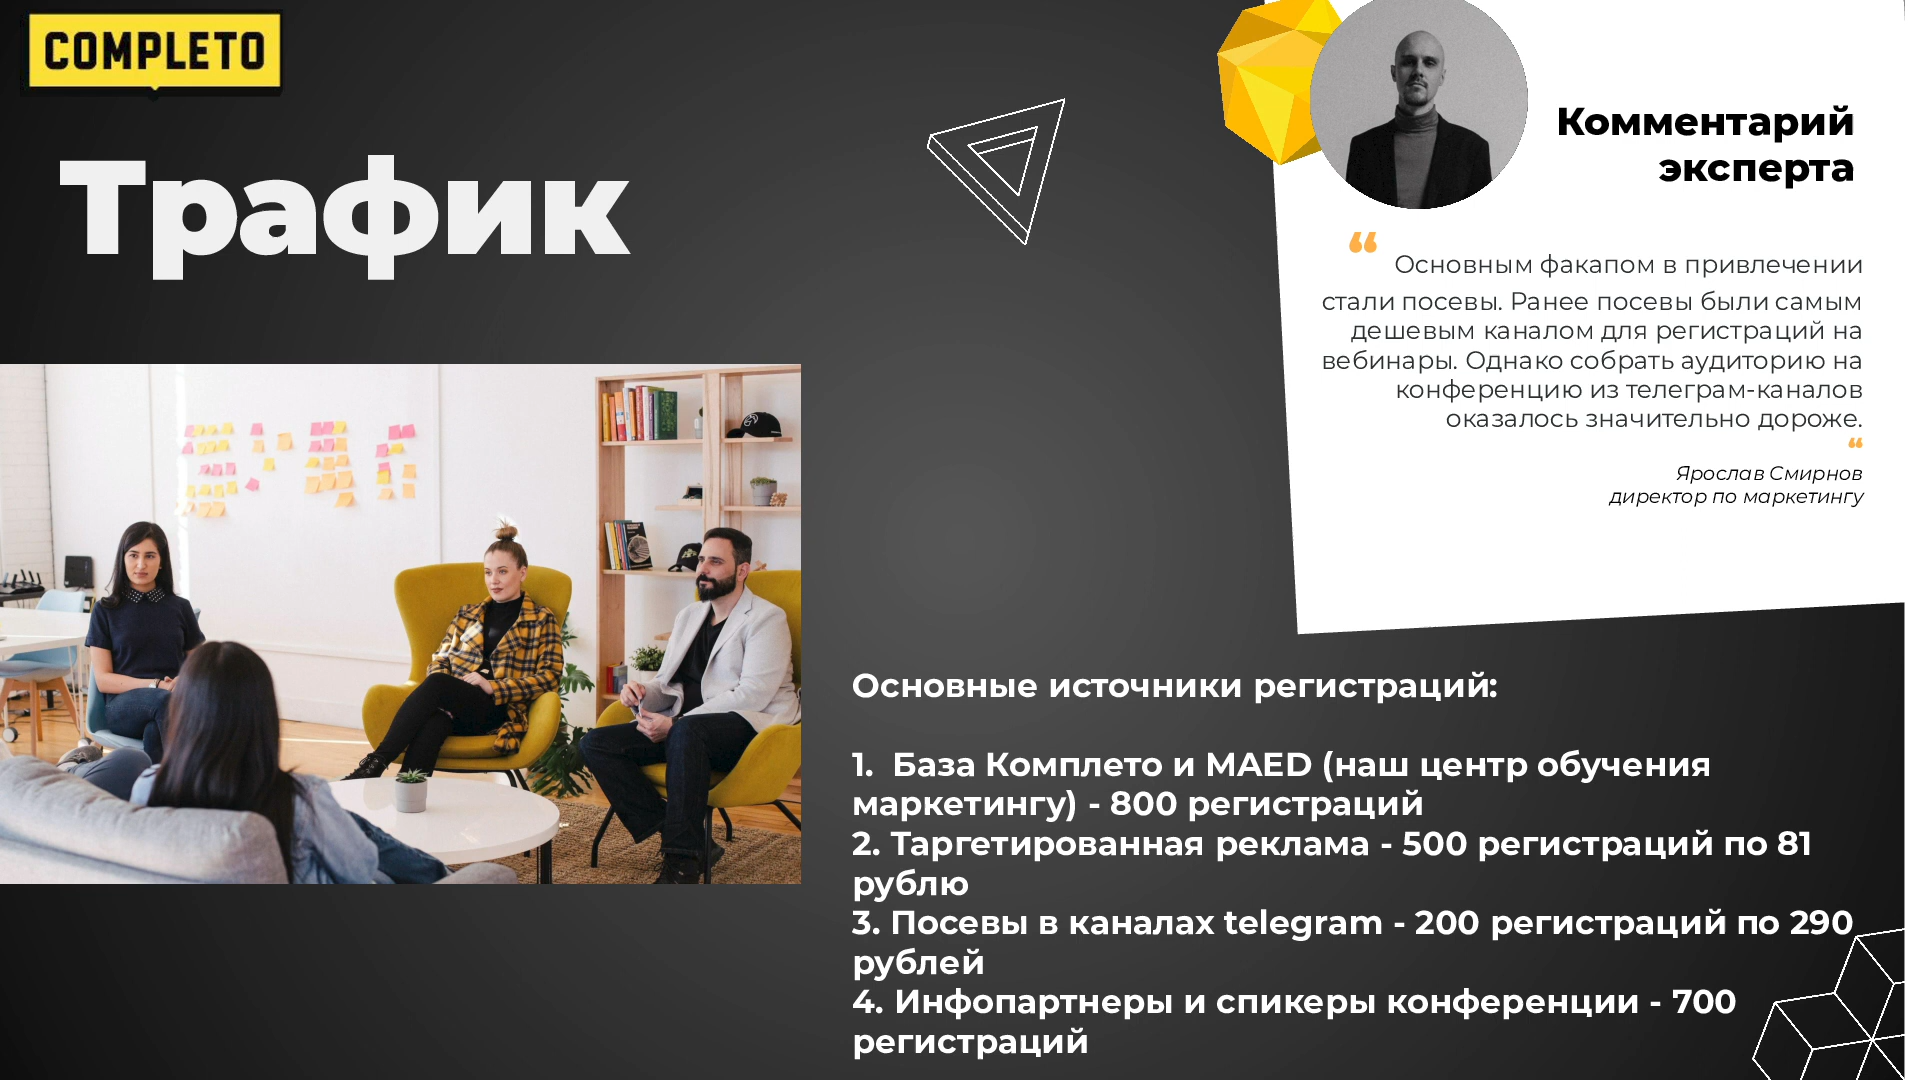 COMPLETO
Трафик
Комментарий
эксперта
“ Основным факапом в привлечении
стали посевы. Ранее посевы были самым
дешевым каналом для регистраций на
вебинары. Однако собрать аудиторию на
конференцию из телеграм-каналов
оказалось значительно дороже.
“
Ярослав Смирнов
директор по маркетингу
Основные источники регистраций:
1. База Комплето и MAED (наш центр обучения
маркетингу) - 800 регистраций
2. Таргетированная реклама - 500 регистраций по 81
рублю
3. Посевы в каналах telegram - 200 регистраций по 290
рублей
4. Инфопартнеры и спикеры конференции - 700
регистраций